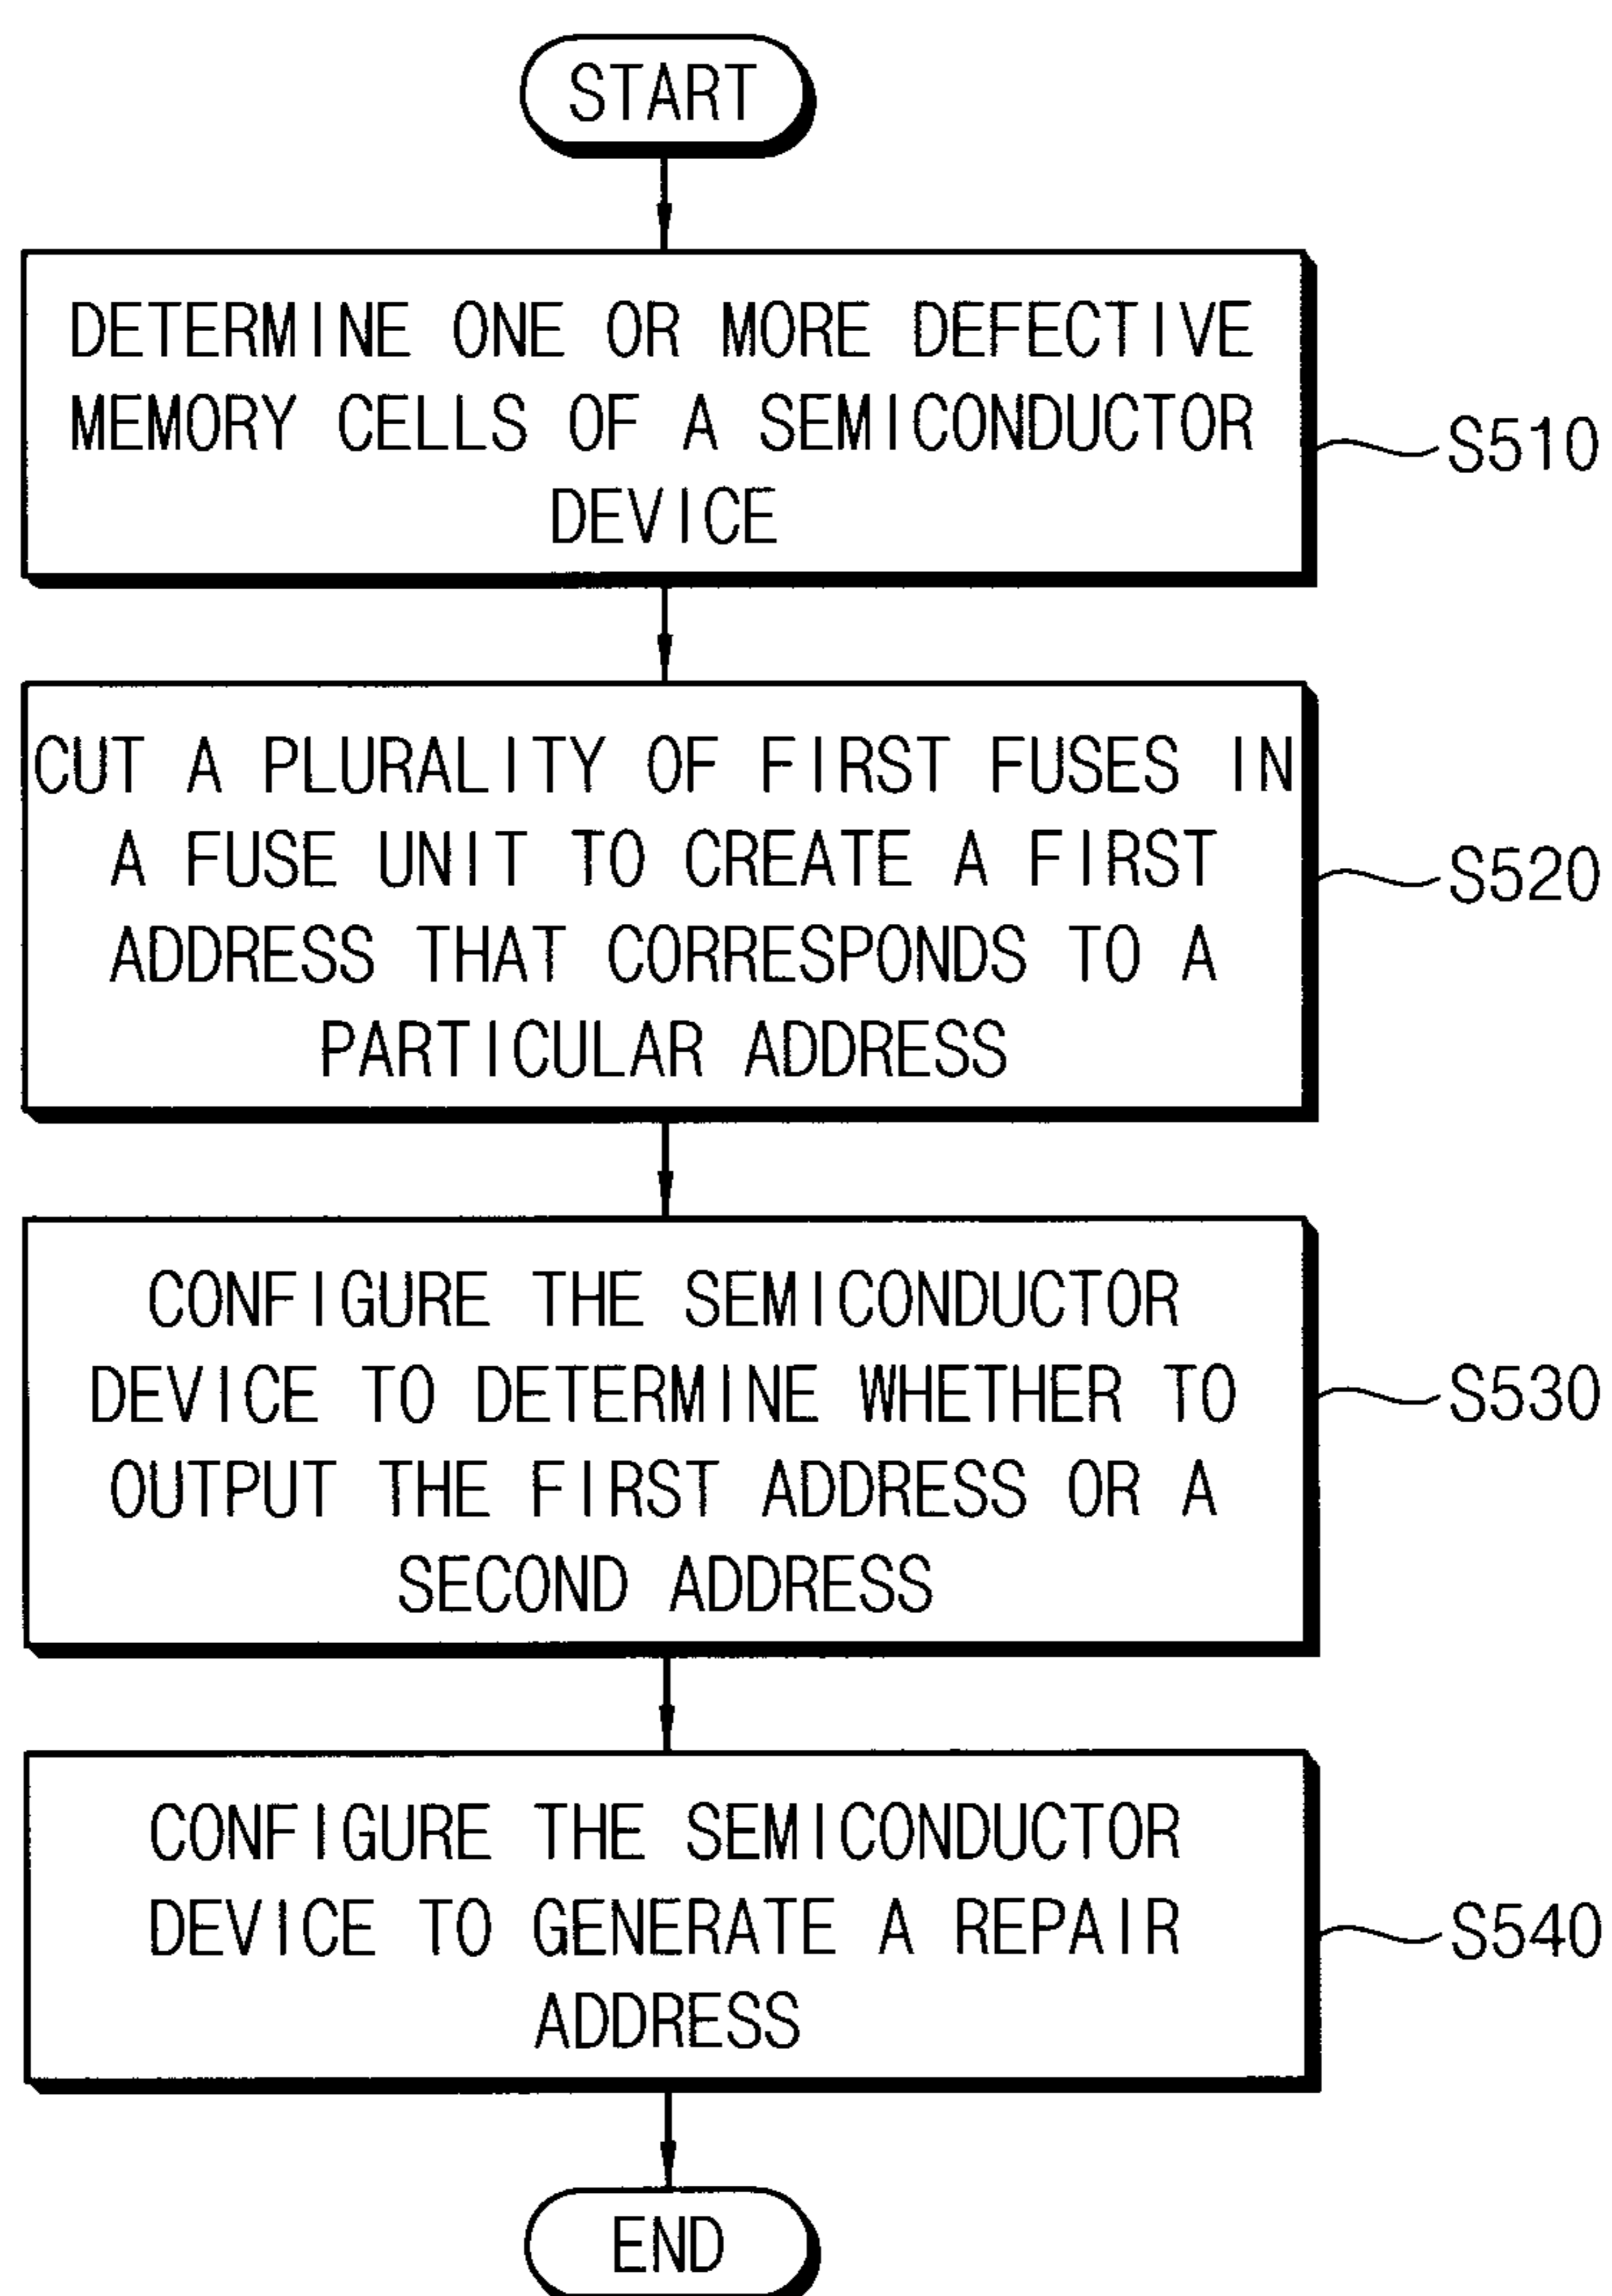 START
DETERMINE ONE OR MORE DEFECTIVE
MEMORY CELLS OF A SEMICONDUCTOR
DEVICE
S510
CUT A PLURALITY OF FIRST FUSES IN
A FUSE UNIT TO CREATE A FIRST
ADDRESS THAT CORRESPONDS TO A
PARTICULAR ADDRESS
S520
CONFIGURE THE SEMICONDUCTOR
DEVICE TO DETERMINE WHETHER TO
OUTPUT THE FIRST ADDRESS OR A
SECOND ADDRESS
S530
CONFIGURE THE SEMICONDUCTOR
DEVICE TO GENERATE A REPAIR
ADDRESS
S540
END